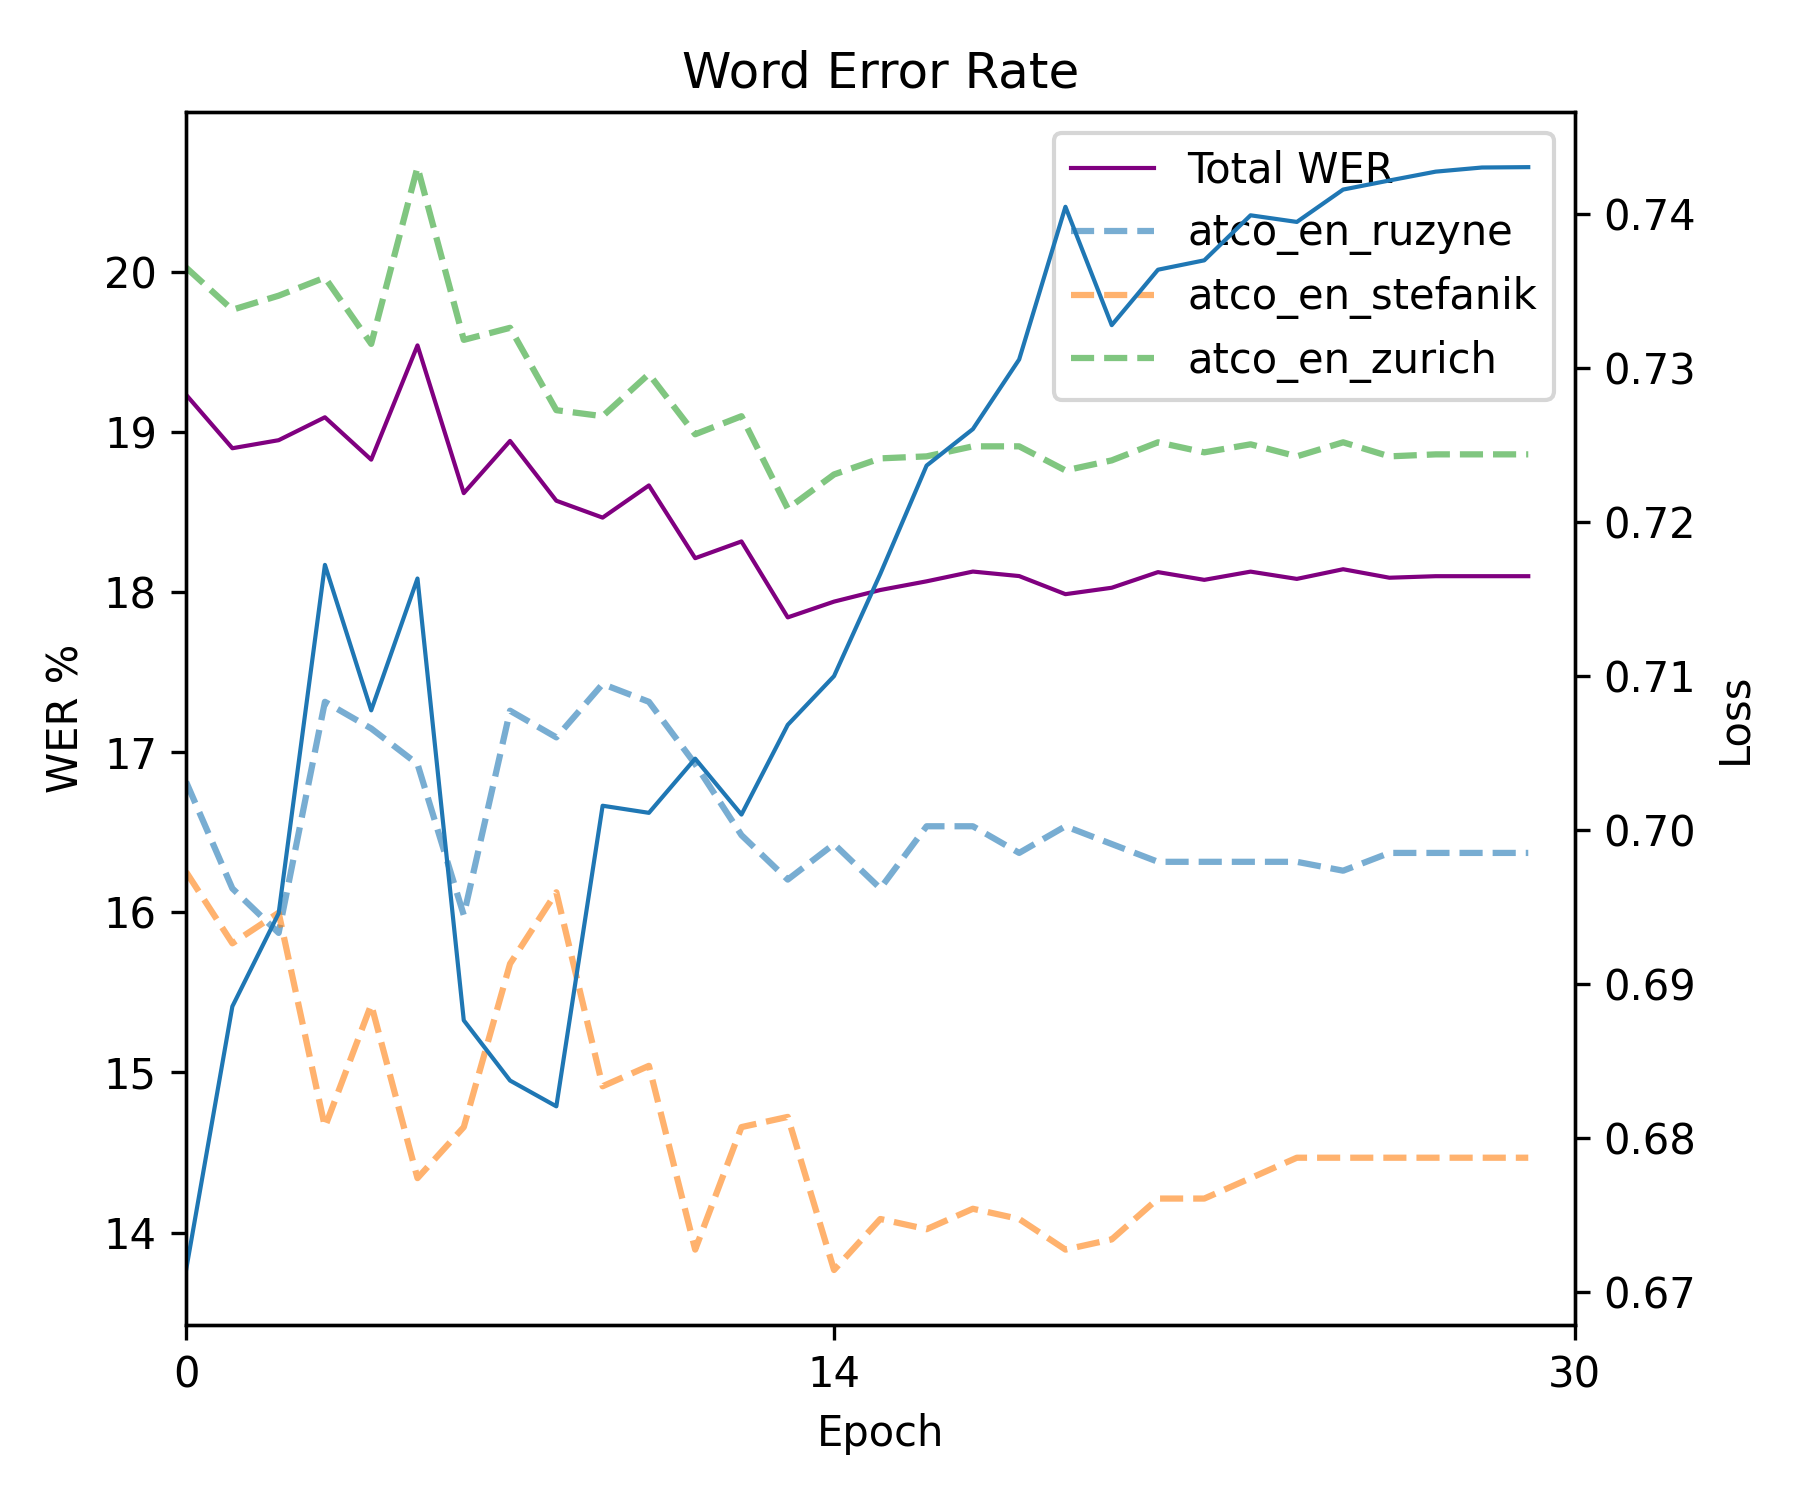 Word Error Rate
Total WER
atco_en_ruzyne
atco_en_stefanik
atco_en_zurich
20
19
18
17
16
15
14
WER %
0.74
0.73
0.72
0.71
0.70
0.69
0.68
0.67
Loss
0
14
30
Epoch